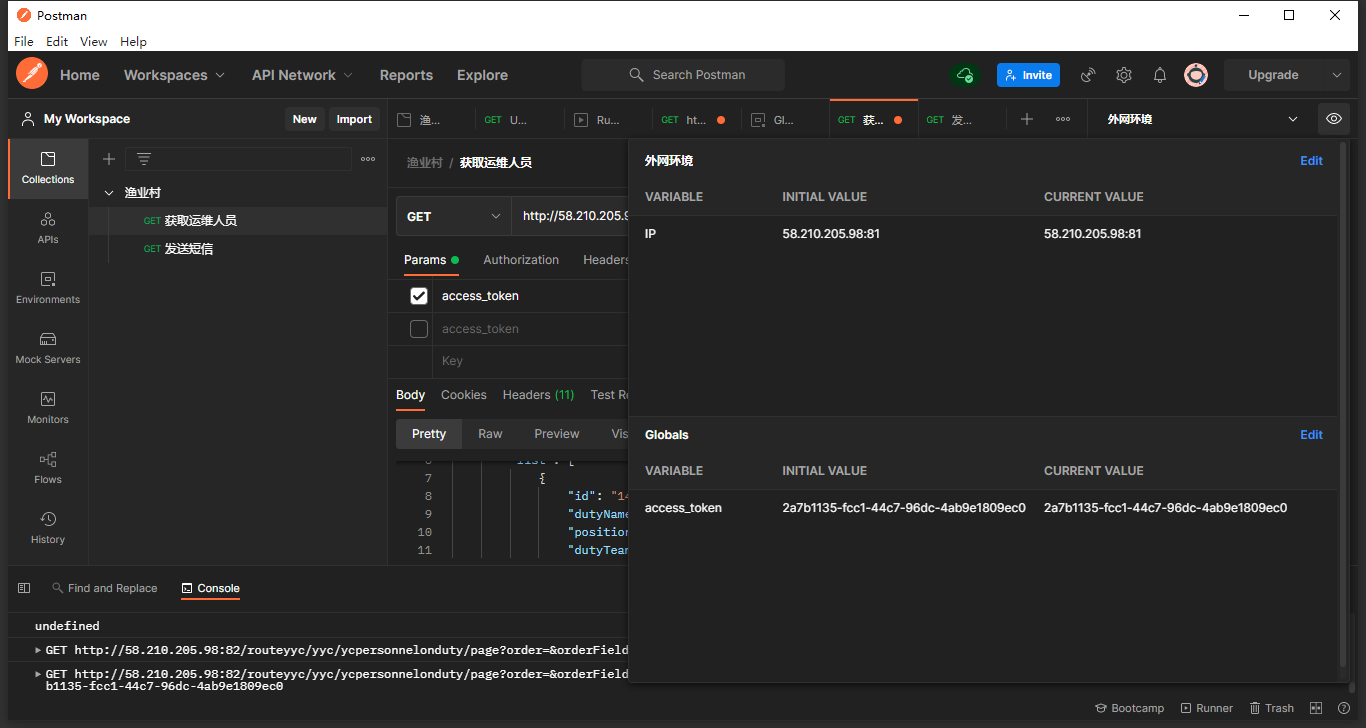 Postman
File Edit View Help
Home Workspaces API Network Reports Explore Search Postman Invite Upgrade
My Workspace New Import 渔... GET U... Ru... GET ht... Gl... GET 获... GET 发... 外网环境
Collections
APIs
Environments
Mock Servers
Monitors
Flows
History
渔业村
GET 获取运维人员
GET 发送短信
渔业村 / 获取运维人员
GET http://58.210.205.9
Params Authorization Headers
access_token
access_token
Key
Body Cookies Headers (11) Test Re
Pretty Raw Preview Vis
6 "list": [
7 {
8 "id": "14
9 "dutyName
10 "position
11 "dutyTeam
外网环境 Edit
VARIABLE INITIAL VALUE CURRENT VALUE
IP 58.210.205.98:81 58.210.205.98:81
Globals Edit
VARIABLE INITIAL VALUE CURRENT VALUE
access_token 2a7b1135-fcc1-44c7-96dc-4ab9e1809ec0 2a7b1135-fcc1-44c7-96dc-4ab9e1809ec0
Find and Replace Console
undefined
GET http://58.210.205.98:82/routeyyc/yyc/ycpersonnelonduty/page?order=&orderField
GET http://58.210.205.98:82/routeyyc/yyc/ycpersonnelonduty/page?order=&orderField
b1135-fcc1-44c7-96dc-4ab9e1809ec0
Bootcamp Runner Trash